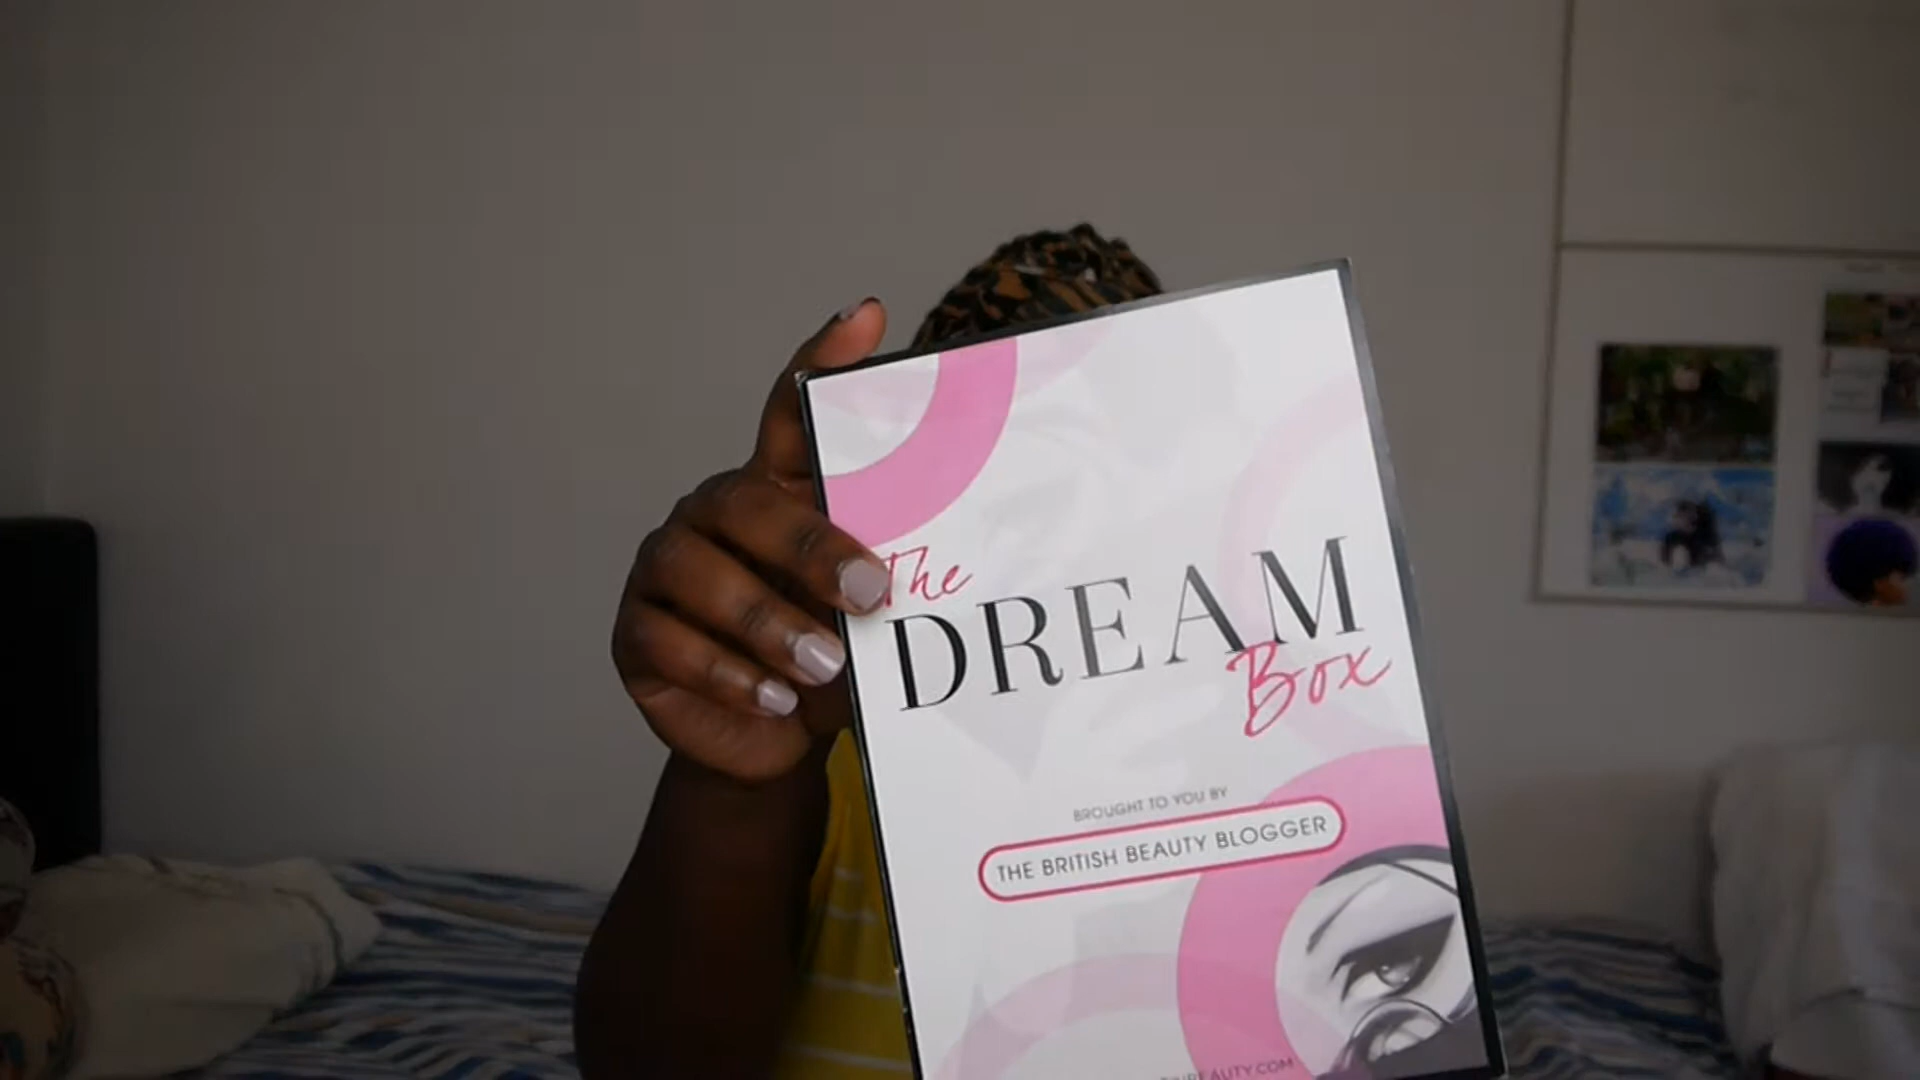 The
DREAM
Box
BROUGHT TO YOU BY
THE BRITISH BEAUTY BLOGGER